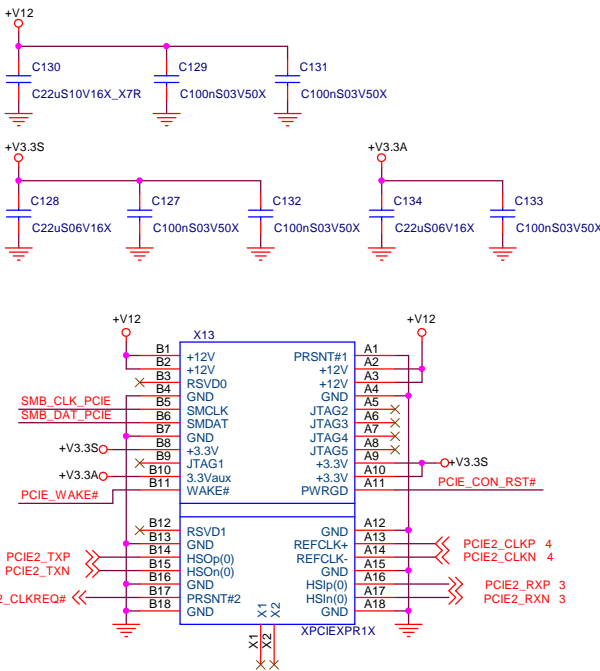 +V12
C130 C129 C131
C22uS10V16X_X7R C100nS03V50X C100nS03V50X
+V3.3S +V3.3A
C128 C127 C132 C134 C133
C22uS06V16X C100nS03V50X C100nS03V50X C22uS06V16X C100nS03V50X
+V12 +V12
X13
B1 +12V PRSNT#1 A1
B2 +12V +12V A2
B3 RSVD0 +12V A3
B4 GND GND A4
SMB_CLK_PCIE B5 SMCLK JTAG2 A5
SMB_DAT_PCIE B6 SMDAT JTAG3 A6
B7 GND JTAG4 A7
+V3.3S B8 +3.3V JTAG5 A8
B9 JTAG1 +3.3V A9 +V3.3S
+V3.3A B10 3.3Vaux +3.3V A10
PCIE_WAKE# B11 WAKE# PWRGD A11 PCIE_CON_RST#
B12 RSVD1 GND A12
B13 GND REFCLK+ A13 PCIE2_CLKP 4
PCIE2_TXP B14 HSOp(0) REFCLK- A14 PCIE2_CLKN 4
PCIE2_TXN B15 HSOn(0) GND A15
B16 GND HSIp(0) A16 PCIE2_RXP 3
2_CLKREQ# B17 PRSNT#2 HSIn(0) A17 PCIE2_RXN 3
B18 GND GND A18
X1 X2
X1 X2 XPCIEXPR1X